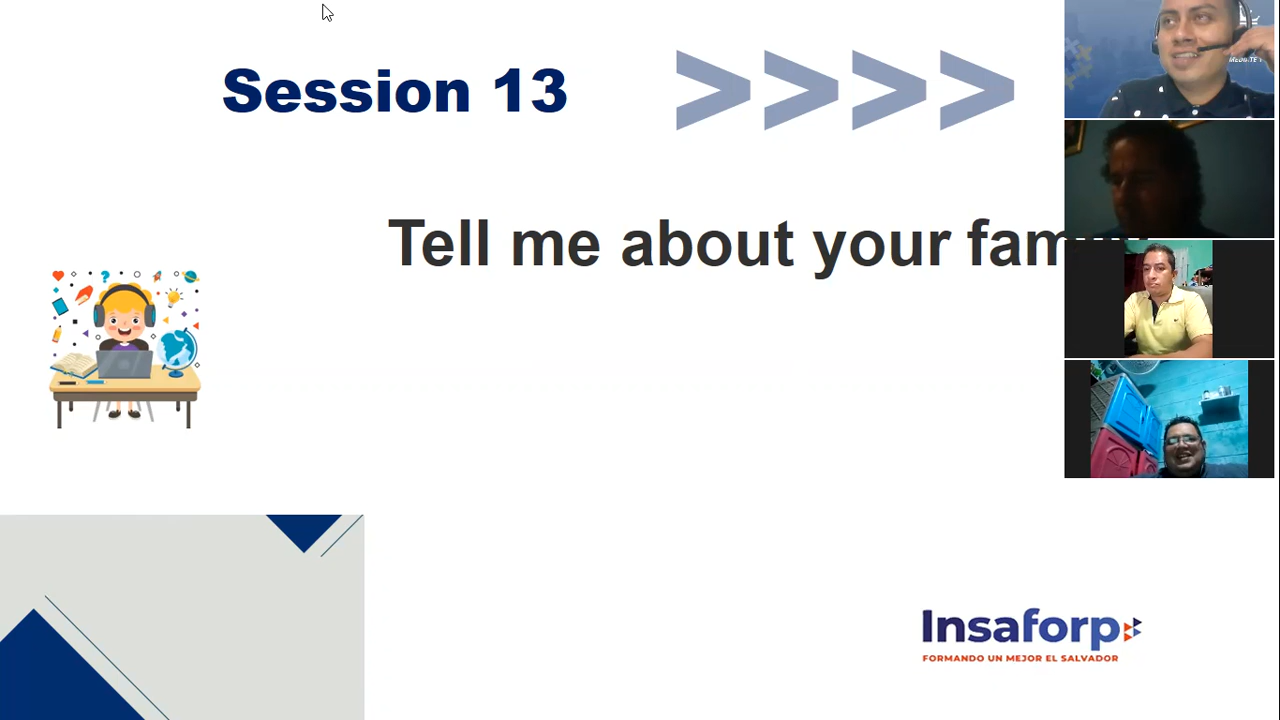 Session 13 >>>>
Tell me about your fam
Insaforp
FORMANDO UN MEJOR EL SALVADOR